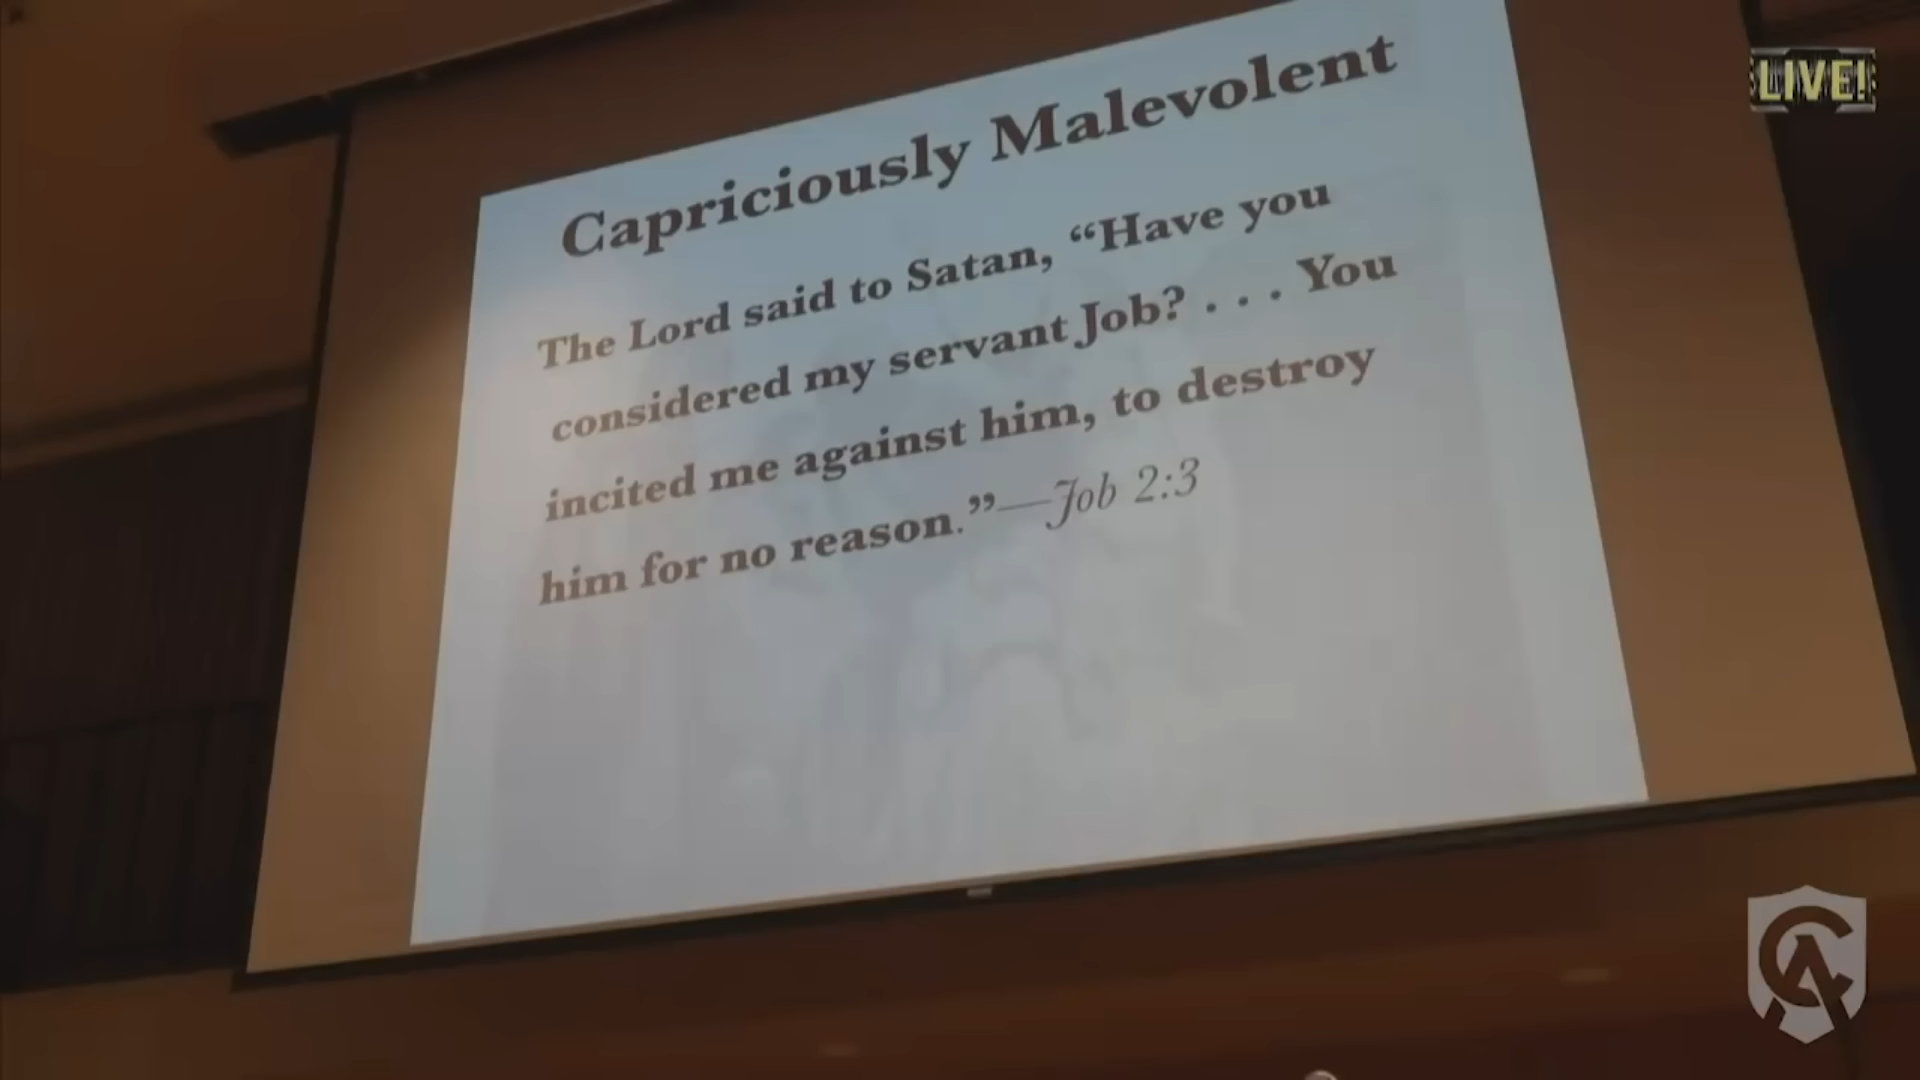 LIVE!
Capriciously Malevolent
The Lord said to Satan, “Have you
considered my servant Job? . . . You
incited me against him, to destroy
him for no reason.”—Job 2:3
CA